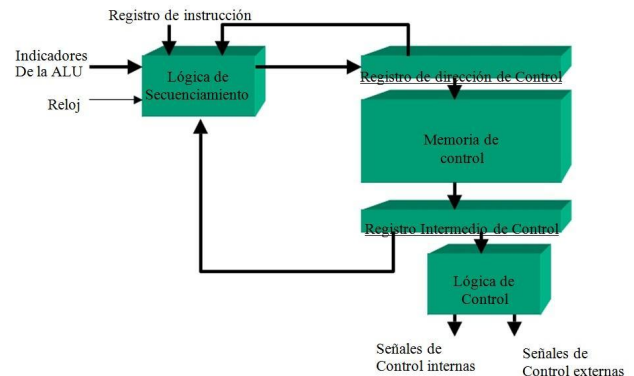 Registro de instrucción
Indicadores
De la ALU
Reloj
Lógica de
Secuenciamiento
Registro de dirección de Control
Memoria de
control
Registro Intermedio de Control
Lógica de
Control
Señales de
Control internas
Señales de
Control externas